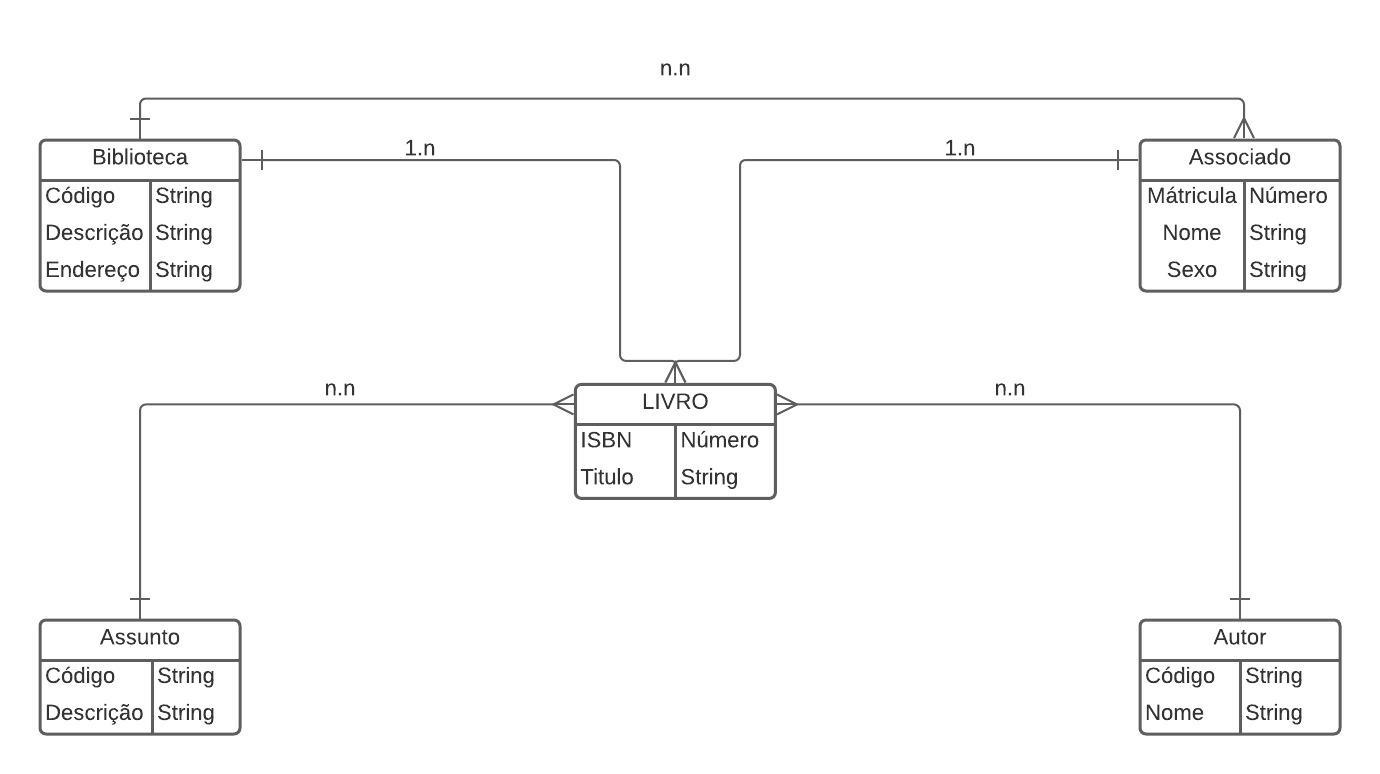 n.n
1.n
1.n
Biblioteca
Código String
Descrição String
Endereço String
Associado
Mátricula Número
Nome String
Sexo String
n.n
n.n
LIVRO
ISBN Número
Titulo String
Assunto
Código String
Descrição String
Autor
Código String
Nome String